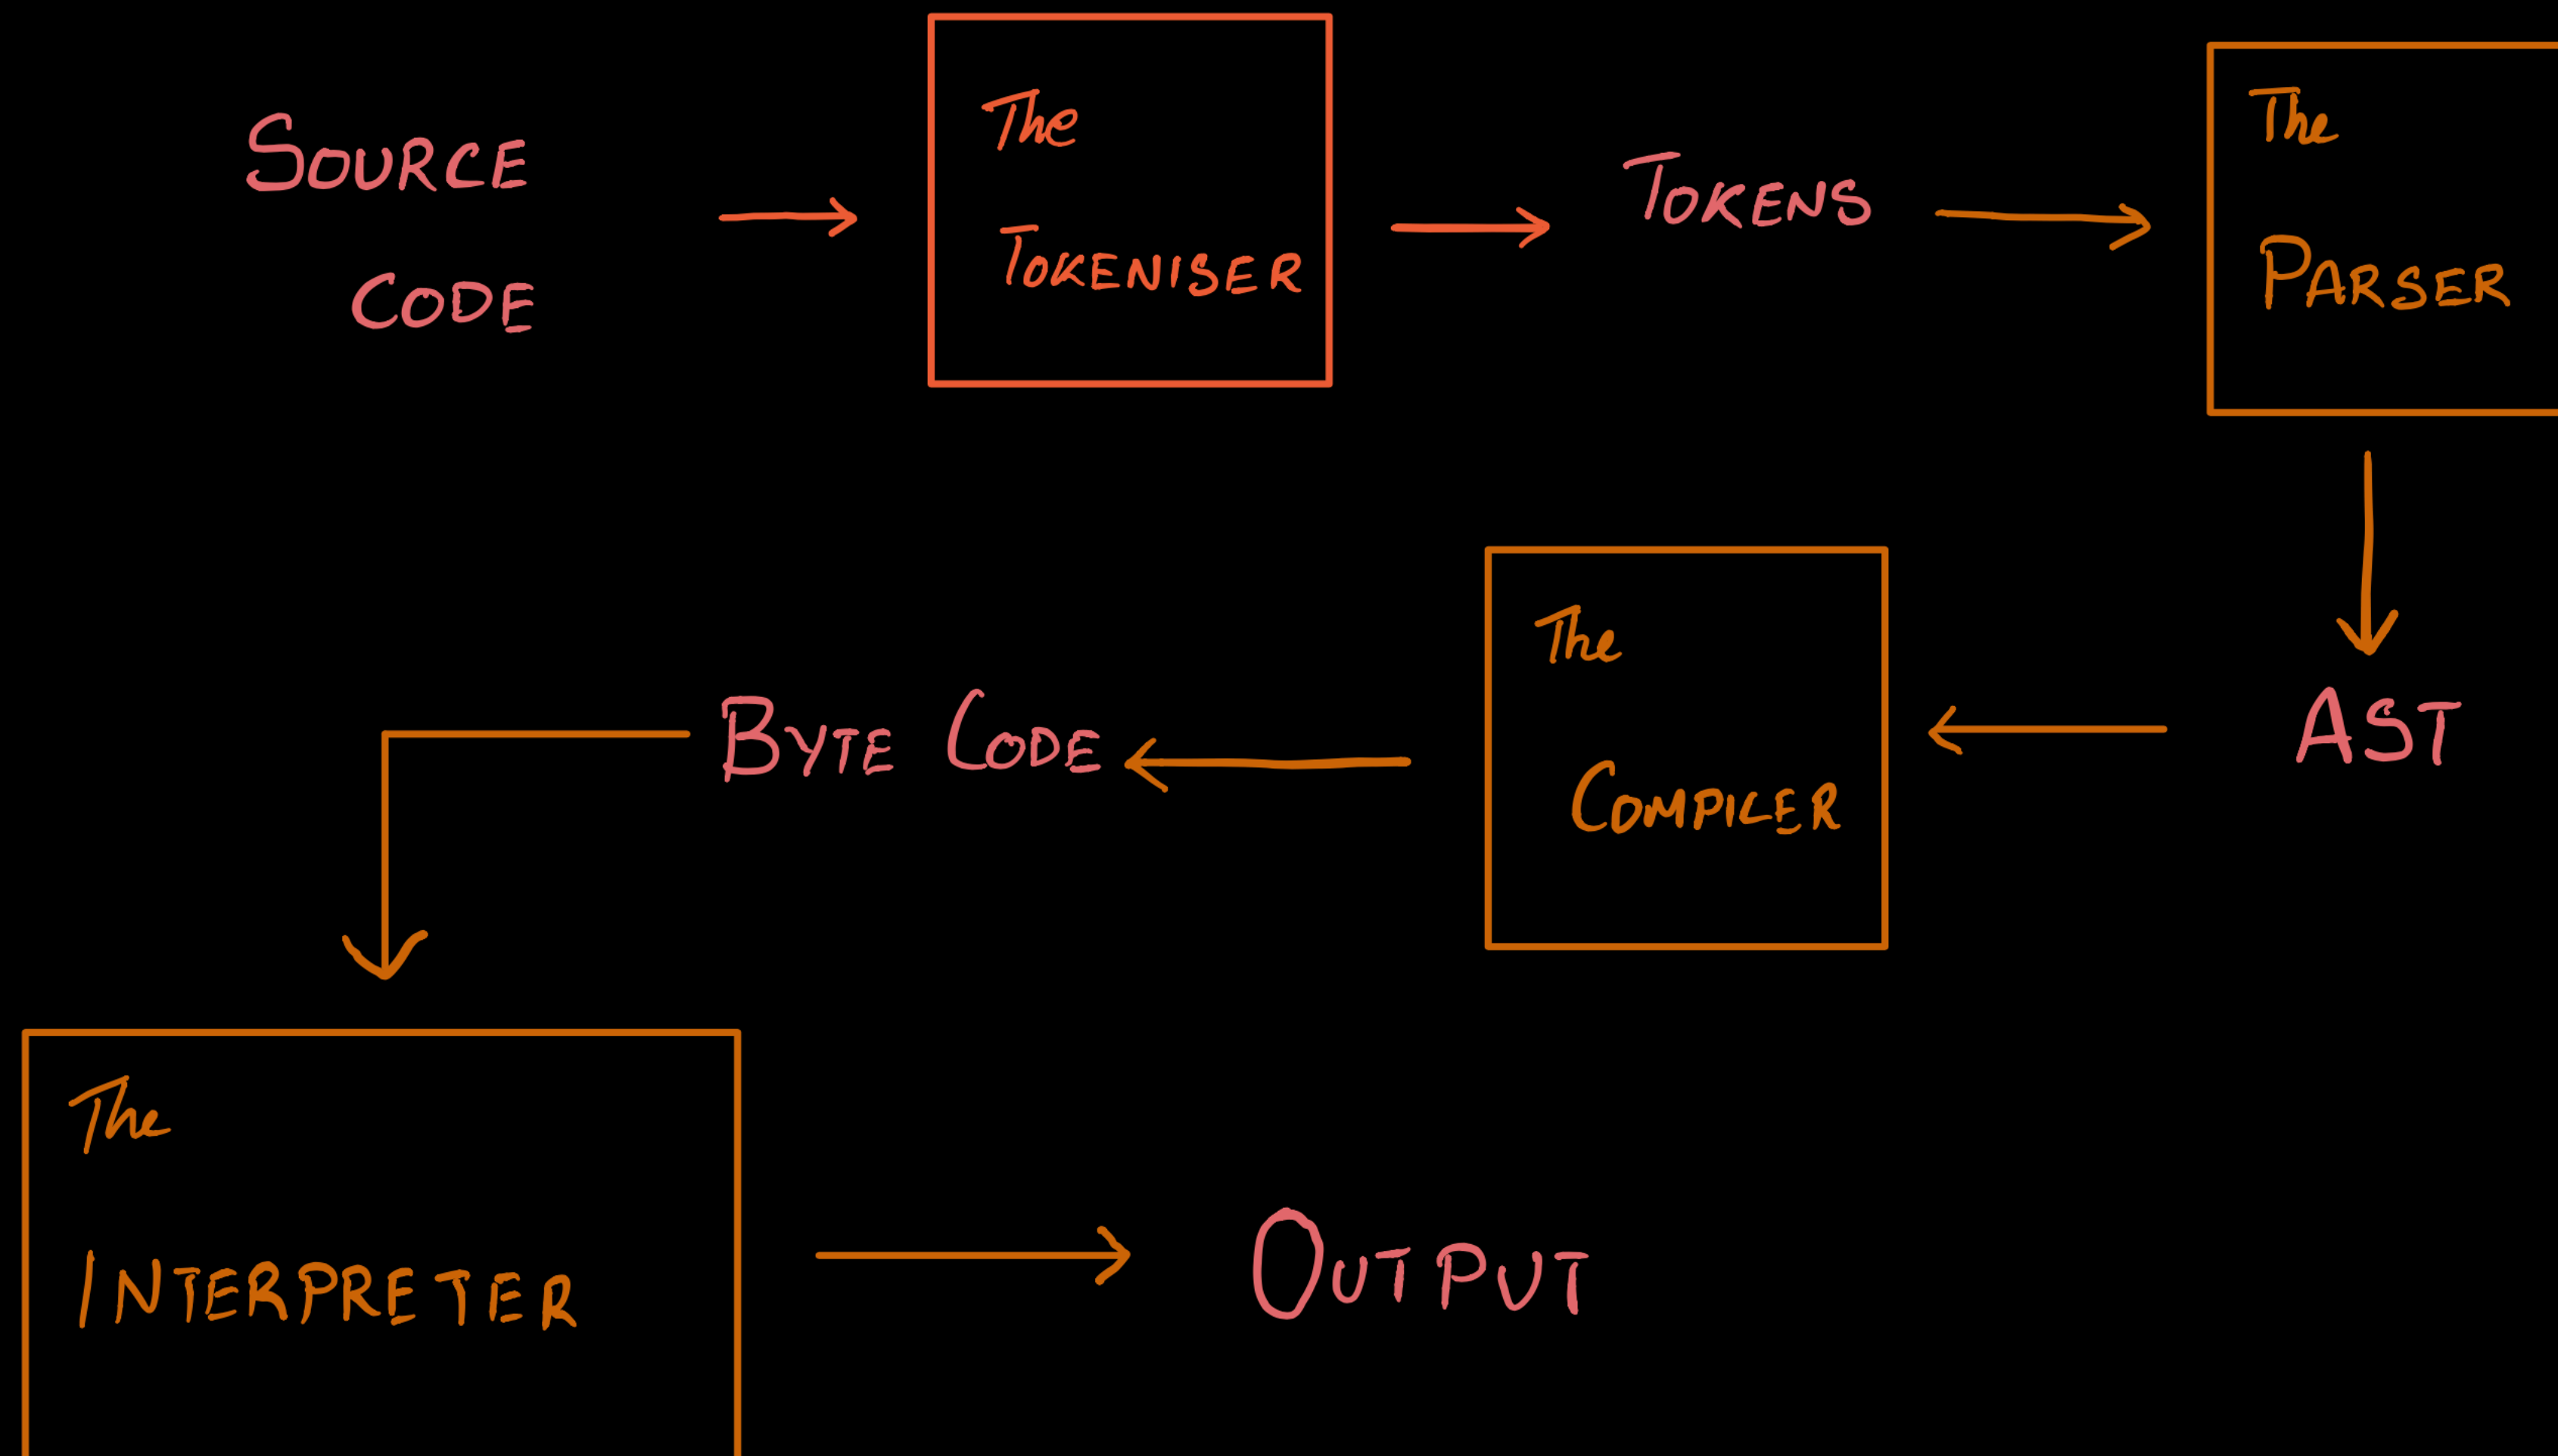 SOURCE
CODE
The
TOKENISER
TOKENS
The
PARSER
AST
The
COMPILER
BYTE CODE
The
INTERPRETER
OUTPUT